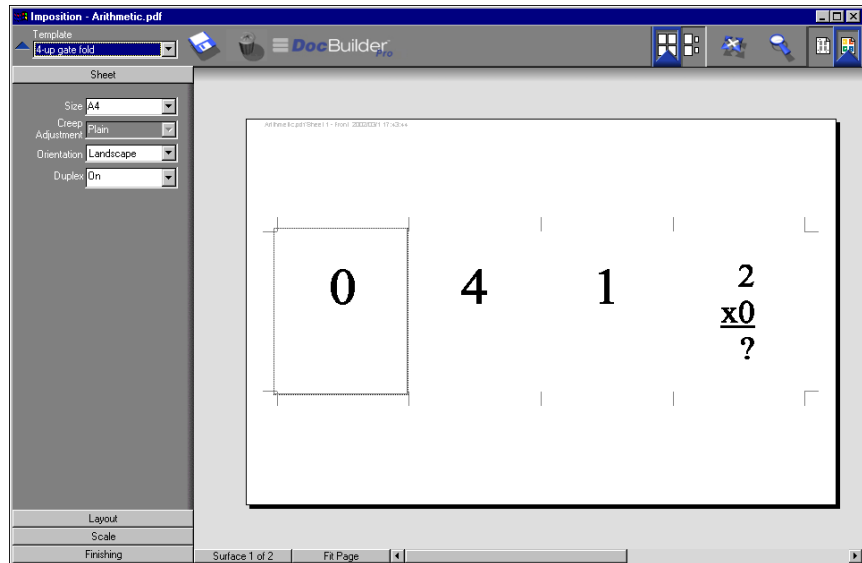 Imposition - Arithmetic.pdf
Template
4-up gate fold
DocBuilder Pro
Sheet
Size A4
Creep Adjustment Plain
Orientation Landscape
Duplex On
0 4 1 2
x0
?
Layout
Scale
Finishing
Surface 1 of 2 Fit Page